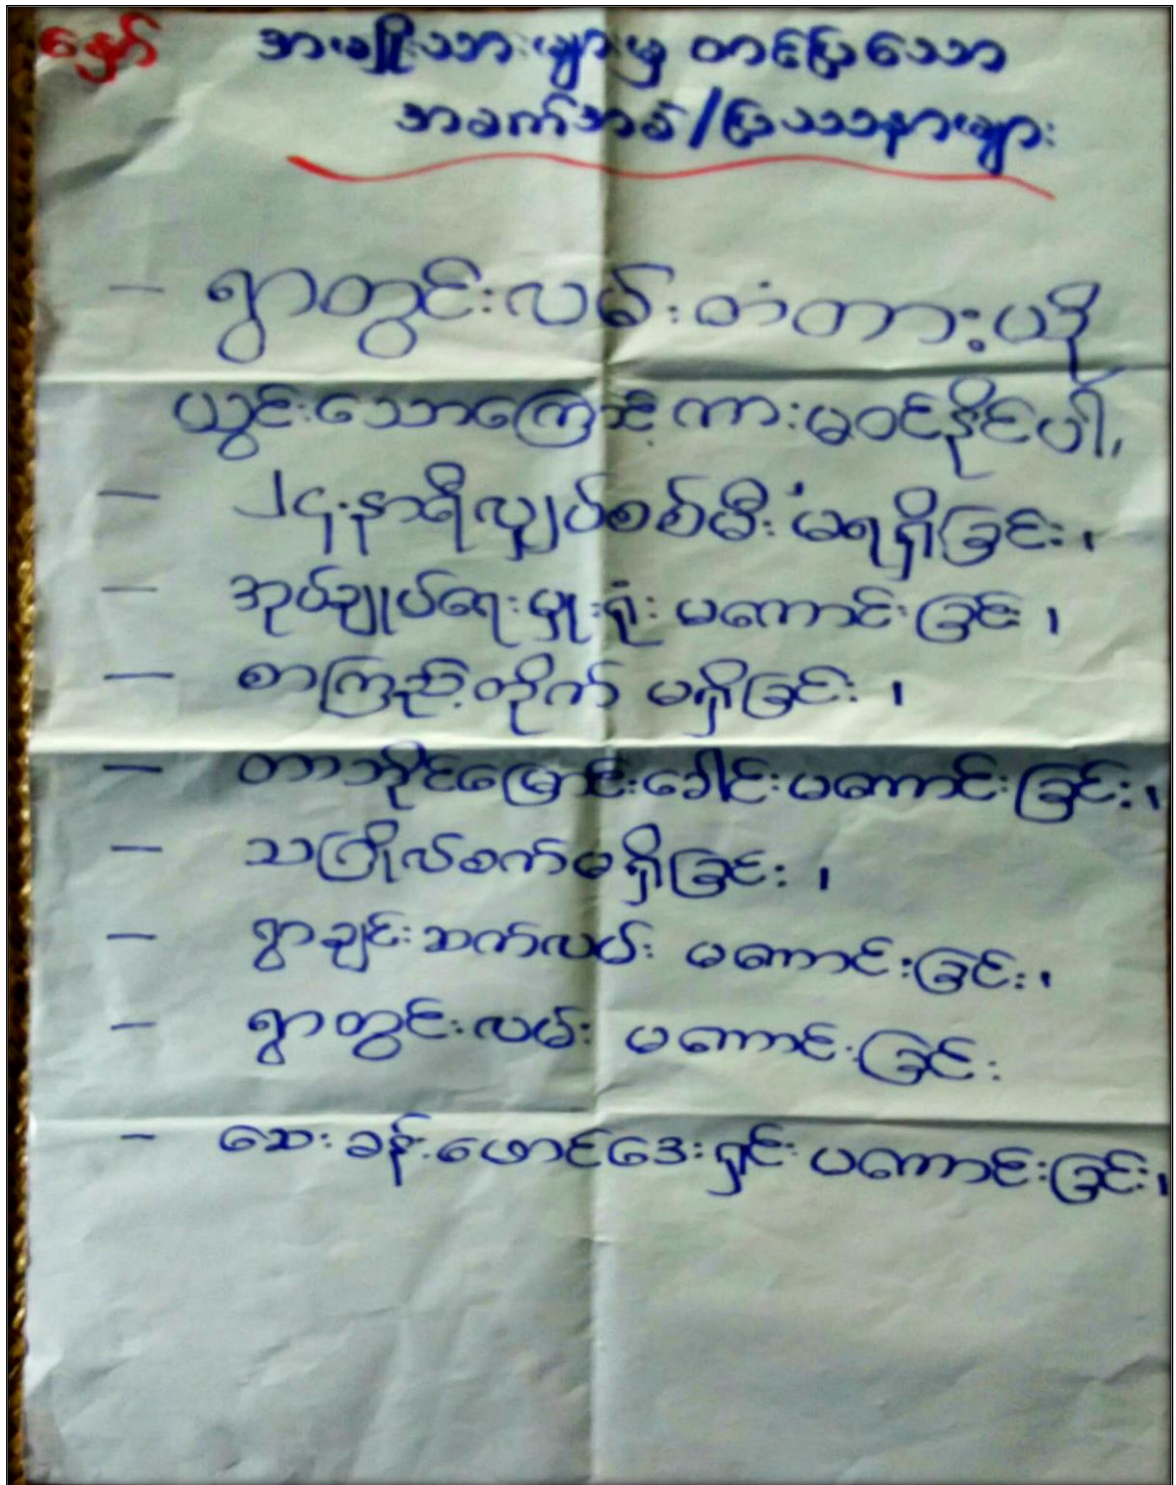 နှော် အမျိုးသားများမှ တင်ပြသော
အခက်အခဲ/ပြဿနာများ
- ရွာတွင်းလမ်းတံတားယို
ယွင်းသောကြောင့်ကားမဝင်နိုင်ပါ၊
- ၂၄နာရီလျှပ်စစ်မီးမရရှိခြင်း၊
- အုပ်ချုပ်ရေးမှူးရုံးမကောင်းခြင်း၊
- စာကြည့်တိုက် မရှိခြင်း၊
- တာဘိုင်မြောင်းခေါင်းမကောင်းခြင်း၊
- သင်္ဂြိုလ်စက်မရှိခြင်း၊
- ရွာချင်းဆက်လမ်း မကောင်းခြင်း၊
- ရွာတွင်းလမ်း မကောင်းခြင်း
- ဆေးခန်းဖောင်ဒေးရှင်းမကောင်းခြင်း၊